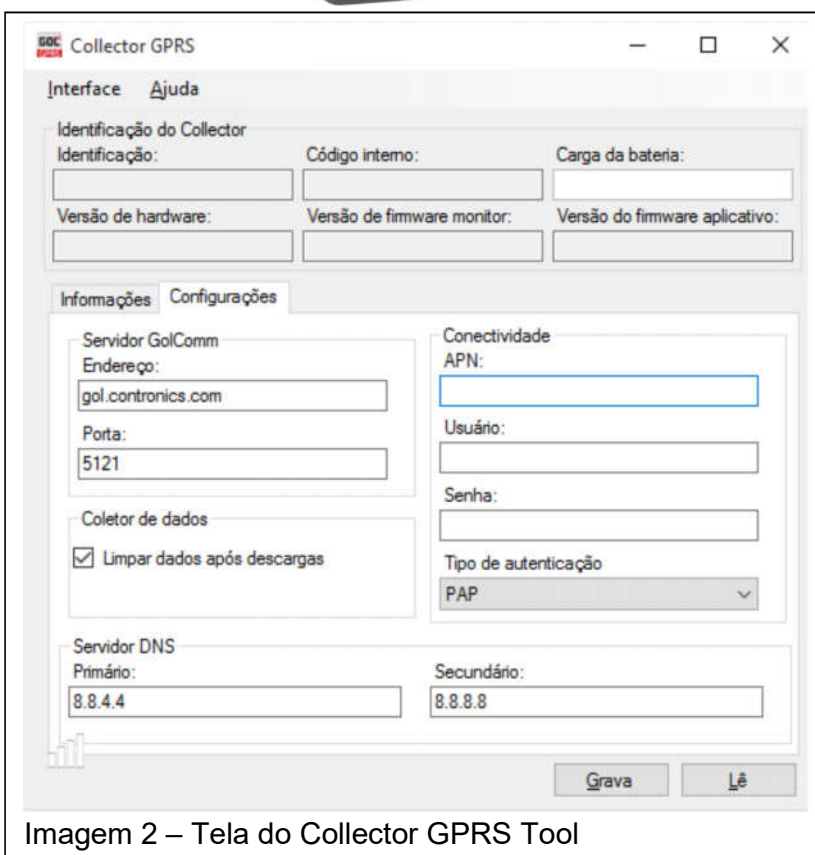 GOC
GPRS
Collector GPRS
Interface Ajuda
Identificação do Collector
Identificação: Código interno: Carga da bateria:
Versão de hardware: Versão de firmware monitor: Versão do firmware aplicativo:
Informações Configurações
Servidor GolComm
Endereço:
gol.contronics.com
Porta:
5121
Coletor de dados
Limpar dados após descargas
Conectividade
APN:
Usuário:
Senha:
Tipo de autenticação
PAP
Servidor DNS
Primário: Secundário:
8.8.4.4 8.8.8.8
Grava Lê
Imagem 2 – Tela do Collector GPRS Tool